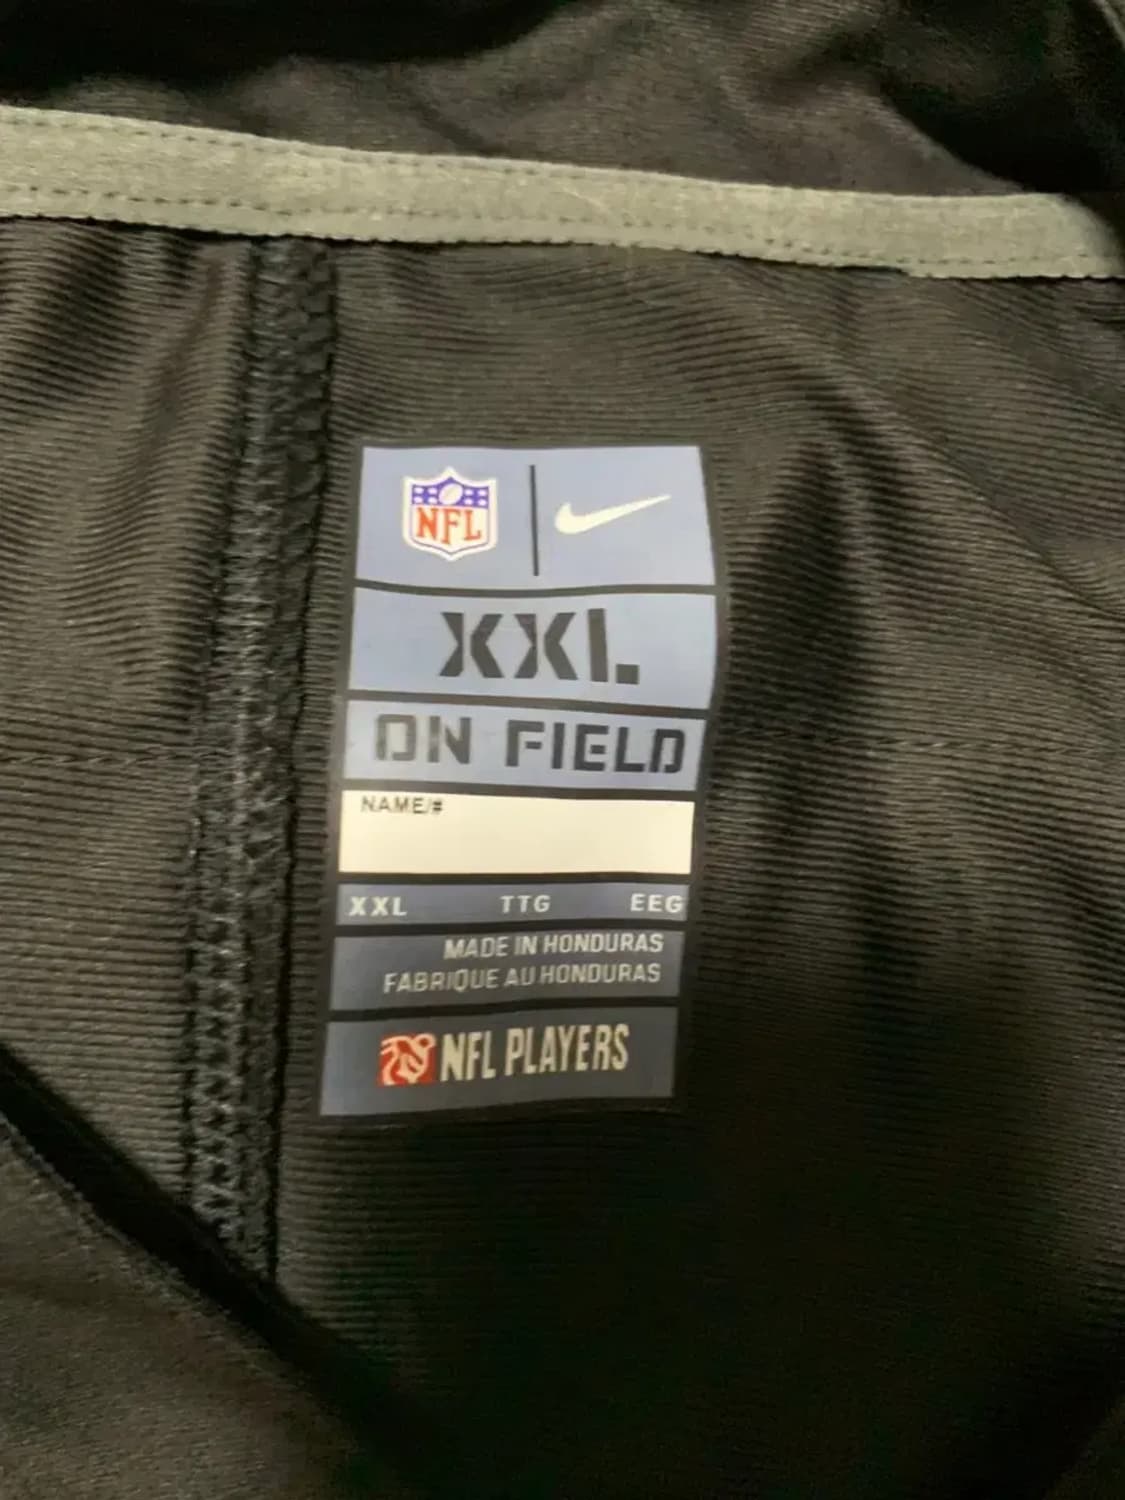 NFL
XXL
ON FIELD
NAME/#
XXL TTG EEG
MADE IN HONDURAS
FABRIQUE AU HONDURAS
NFL PLAYERS